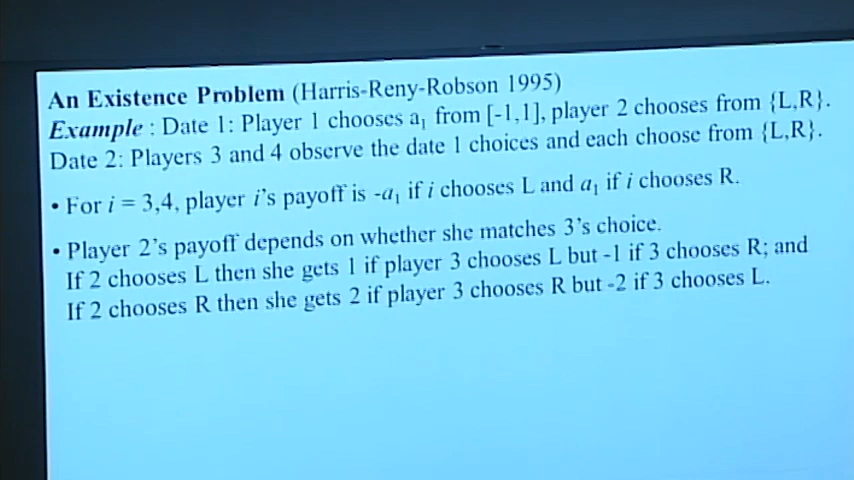 An Existence Problem (Harris-Reny-Robson 1995)
Example : Date 1: Player 1 chooses a₁ from [-1,1], player 2 chooses from {L,R}.
Date 2: Players 3 and 4 observe the date 1 choices and each choose from {L,R}.
• For i = 3,4, player i's payoff is -a₁ if i chooses L and a₁ if i chooses R.
• Player 2's payoff depends on whether she matches 3's choice.
If 2 chooses L then she gets 1 if player 3 chooses L but -1 if 3 chooses R; and
If 2 chooses R then she gets 2 if player 3 chooses R but -2 if 3 chooses L.